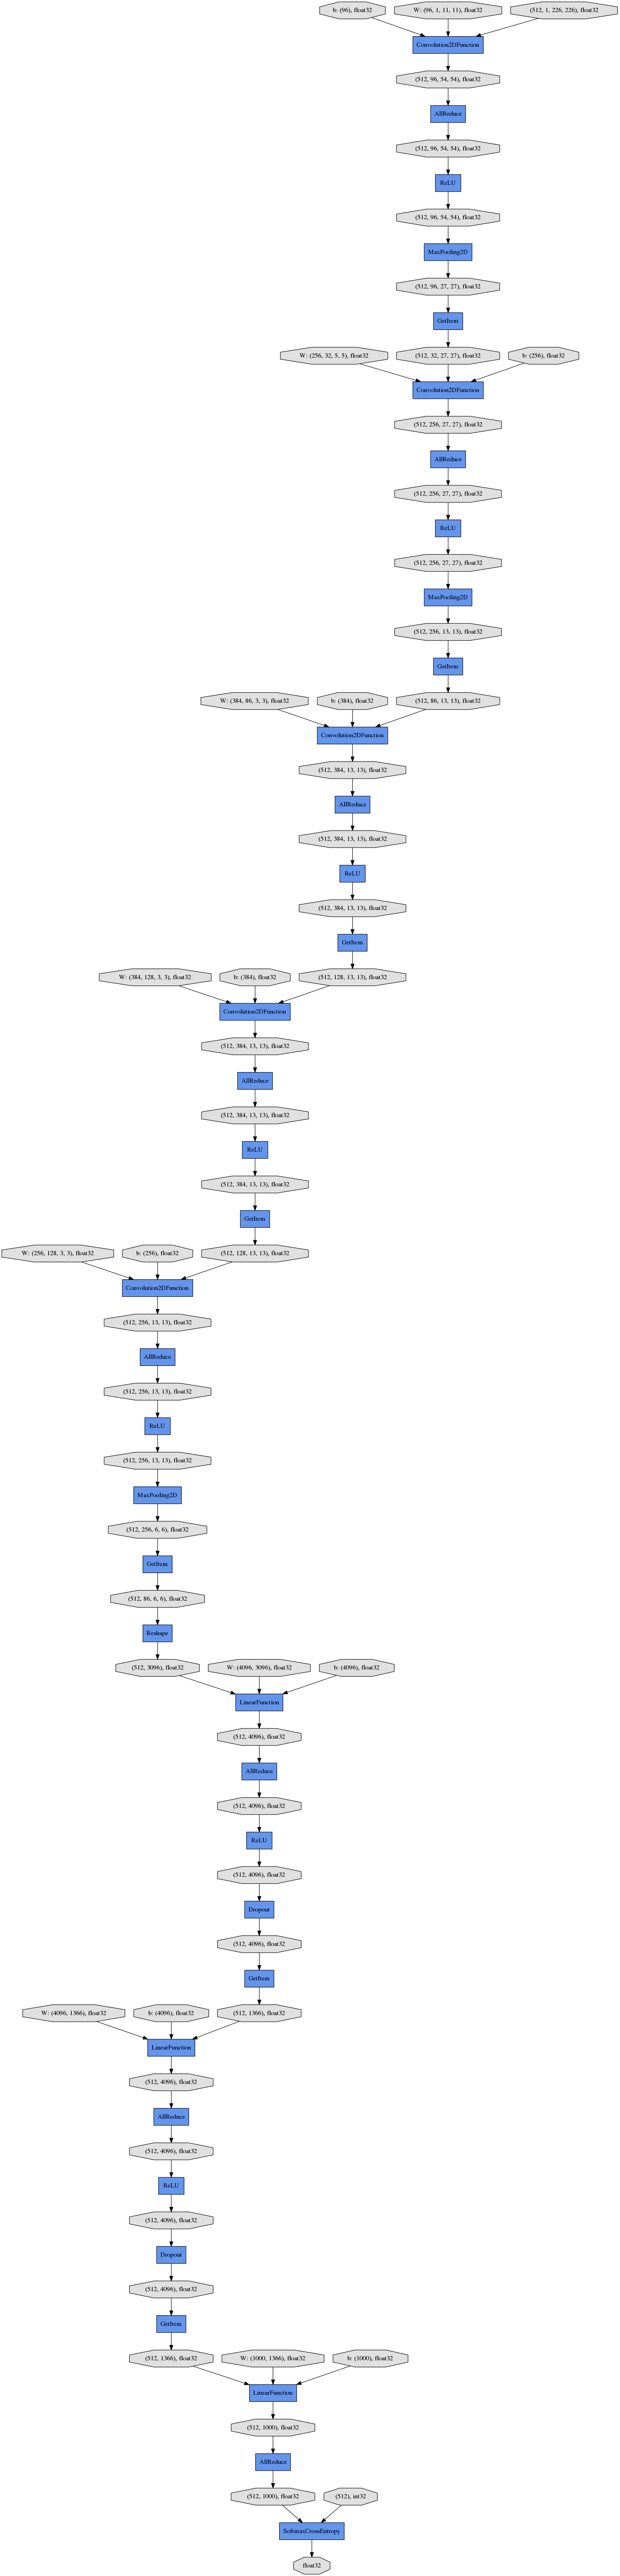 b: (96), float32
W: (96, 1, 11, 11), float32
(512, 1, 226, 226), float32
Convolution2DFunction
(512, 96, 54, 54), float32
AllReduce
(512, 96, 54, 54), float32
ReLU
(512, 96, 54, 54), float32
MaxPooling2D
(512, 96, 27, 27), float32
GetItem
W: (256, 32, 5, 5), float32
(512, 32, 27, 27), float32
b: (256), float32
Convolution2DFunction
(512, 256, 27, 27), float32
AllReduce
(512, 256, 27, 27), float32
ReLU
(512, 256, 27, 27), float32
MaxPooling2D
(512, 256, 13, 13), float32
GetItem
W: (384, 86, 3, 3), float32
b: (384), float32
(512, 86, 13, 13), float32
Convolution2DFunction
(512, 384, 13, 13), float32
AllReduce
(512, 384, 13, 13), float32
ReLU
(512, 384, 13, 13), float32
GetItem
W: (384, 128, 3, 3), float32
b: (384), float32
(512, 128, 13, 13), float32
Convolution2DFunction
(512, 384, 13, 13), float32
AllReduce
(512, 384, 13, 13), float32
ReLU
(512, 384, 13, 13), float32
GetItem
W: (256, 128, 3, 3), float32
b: (256), float32
(512, 128, 13, 13), float32
Convolution2DFunction
(512, 256, 13, 13), float32
AllReduce
(512, 256, 13, 13), float32
ReLU
(512, 256, 13, 13), float32
MaxPooling2D
(512, 256, 6, 6), float32
GetItem
(512, 86, 6, 6), float32
Reshape
(512, 3096), float32
W: (4096, 3096), float32
b: (4096), float32
LinearFunction
(512, 4096), float32
AllReduce
(512, 4096), float32
ReLU
(512, 4096), float32
Dropout
(512, 4096), float32
GetItem
W: (4096, 1366), float32
b: (4096), float32
(512, 1366), float32
LinearFunction
(512, 4096), float32
AllReduce
(512, 4096), float32
ReLU
(512, 4096), float32
Dropout
(512, 4096), float32
GetItem
(512, 1366), float32
W: (1000, 1366), float32
b: (1000), float32
LinearFunction
(512, 1000), float32
AllReduce
(512, 1000), float32
(512), int32
SoftmaxCrossEntropy
float32